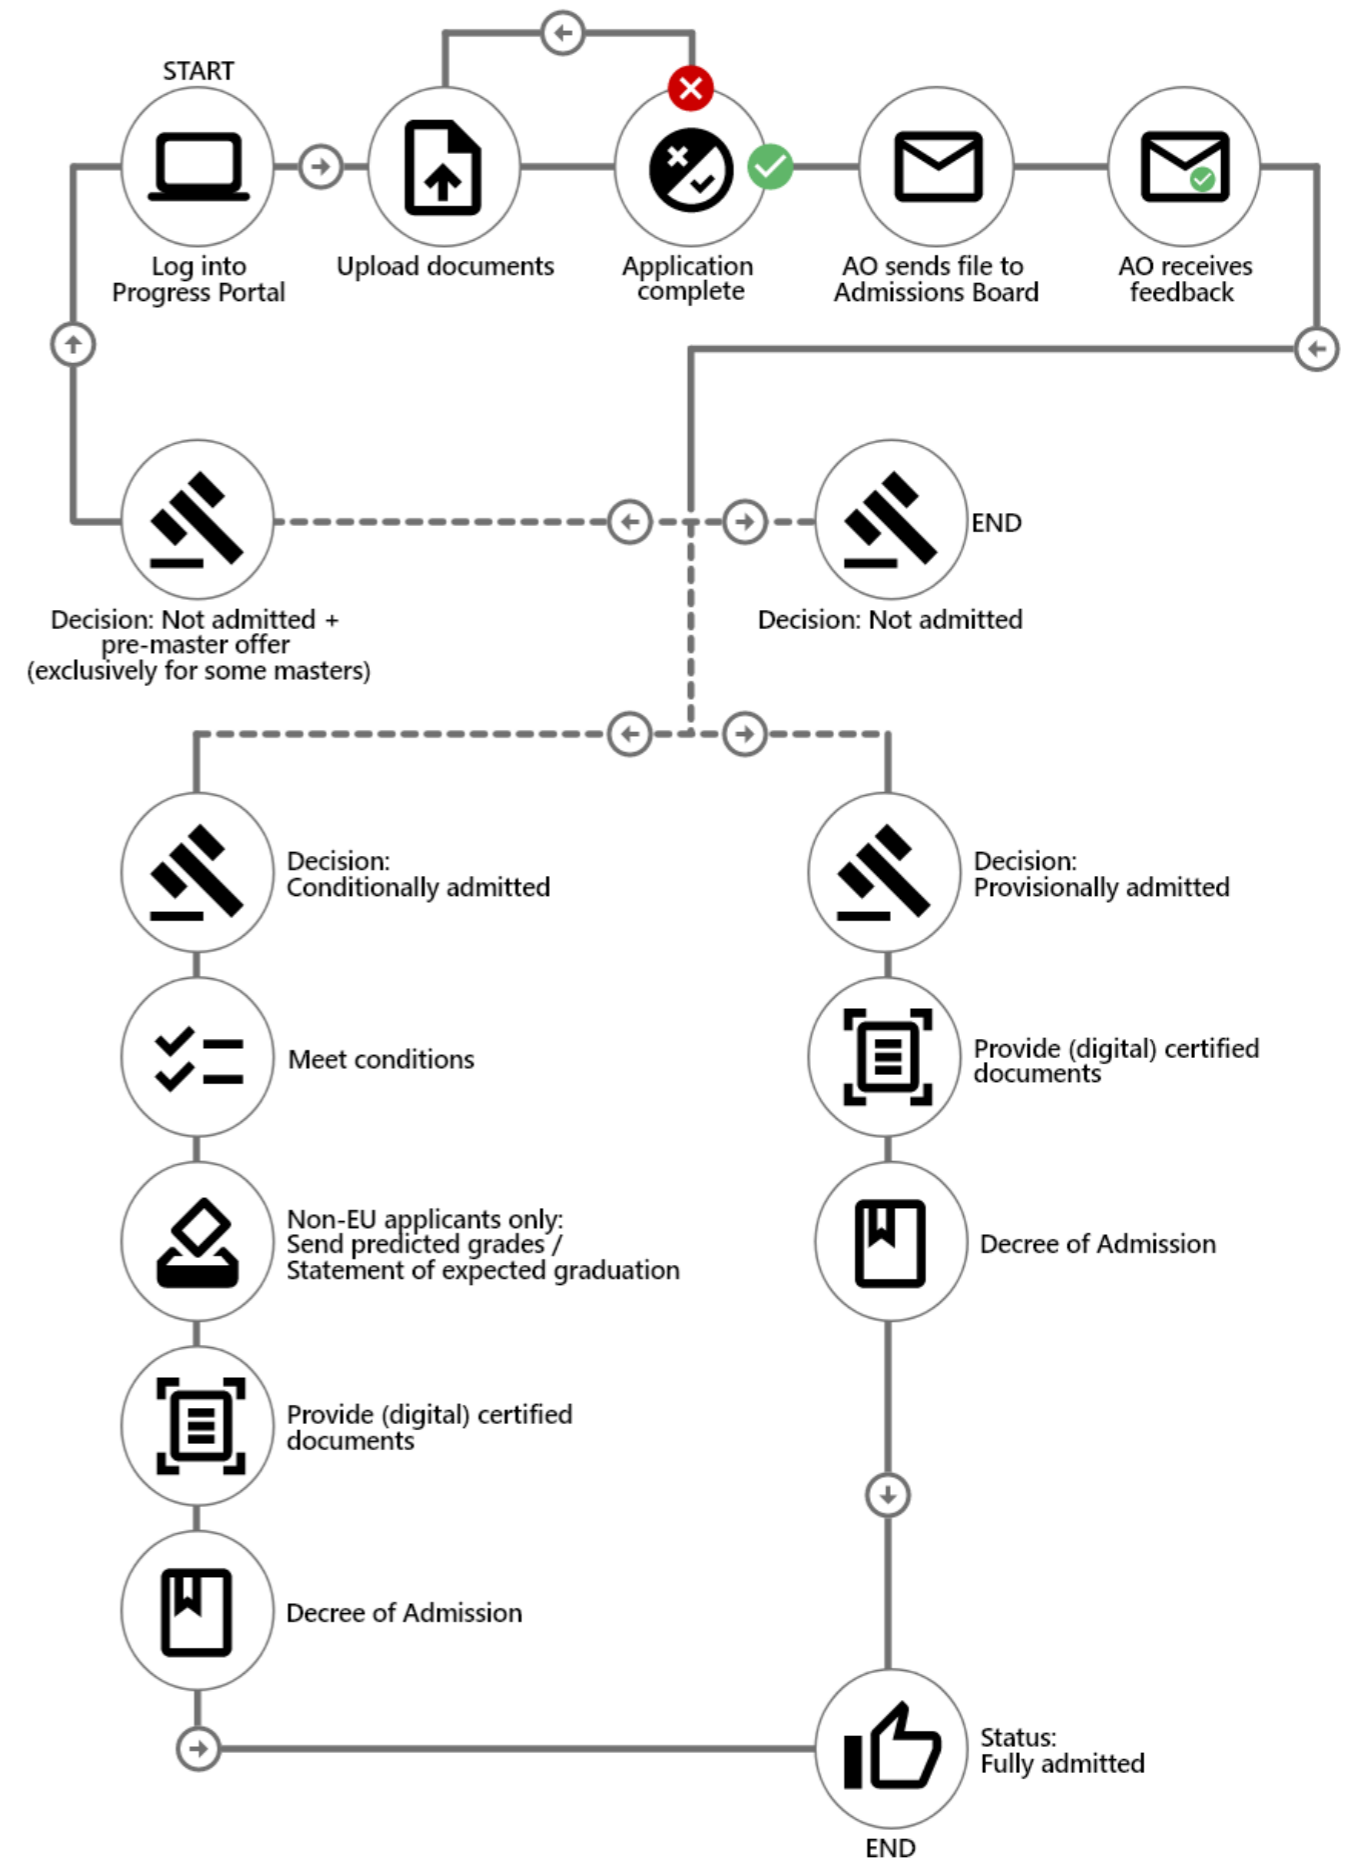 START
Log into
Progress Portal
Upload documents
Application
complete
AO sends file to
Admissions Board
AO receives
feedback
Decision: Not admitted +
pre-master offer
(exclusively for some masters)
END
Decision: Not admitted
Decision:
Conditionally admitted
Decision:
Provisionally admitted
Meet conditions
Provide (digital) certified
documents
Non-EU applicants only:
Send predicted grades /
Statement of expected graduation
Decree of Admission
Provide (digital) certified
documents
Decree of Admission
Status:
Fully admitted
END